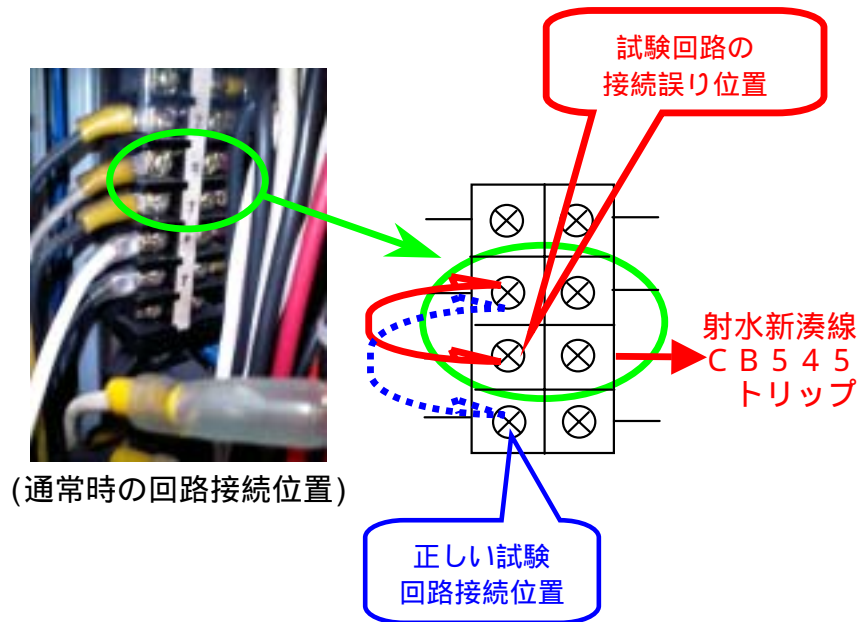 試験回路の
接続誤り位置
射水新湊線
ＣＢ５４５
トリップ
(通常時の回路接続位置)
正しい試験
回路接続位置